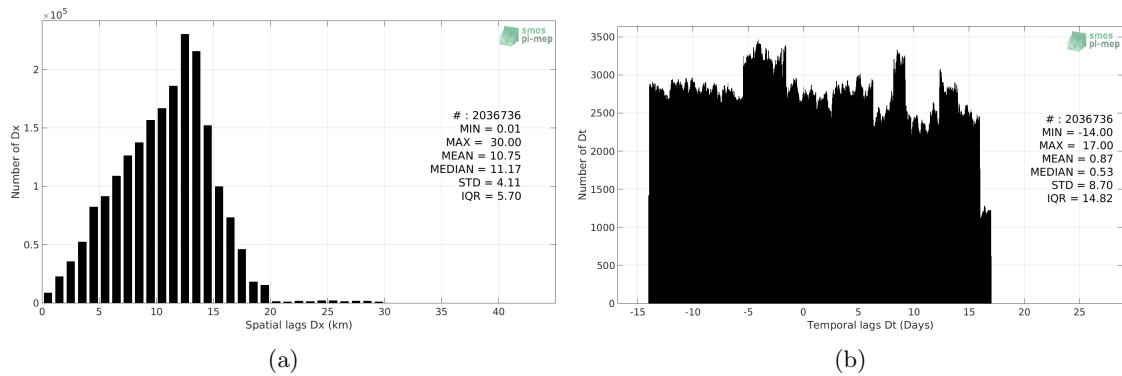 ×10⁵
smos
pi-mep
2
1.5
1
0.5
0
Number of Dx
# : 2036736
MIN = 0.01
MAX = 30.00
MEAN = 10.75
MEDIAN = 11.17
STD = 4.11
IQR = 5.70
0 5 10 15 20 25 30 35 40
Spatial lags Dx (km)
(a)
smos
pi-mep
3500
3000
2500
2000
1500
1000
500
0
Number of Dt
# : 2036736
MIN = -14.00
MAX = 17.00
MEAN = 0.87
MEDIAN = 0.53
STD = 8.70
IQR = 14.82
-15 -10 -5 0 5 10 15 20 25
Temporal lags Dt (Days)
(b)